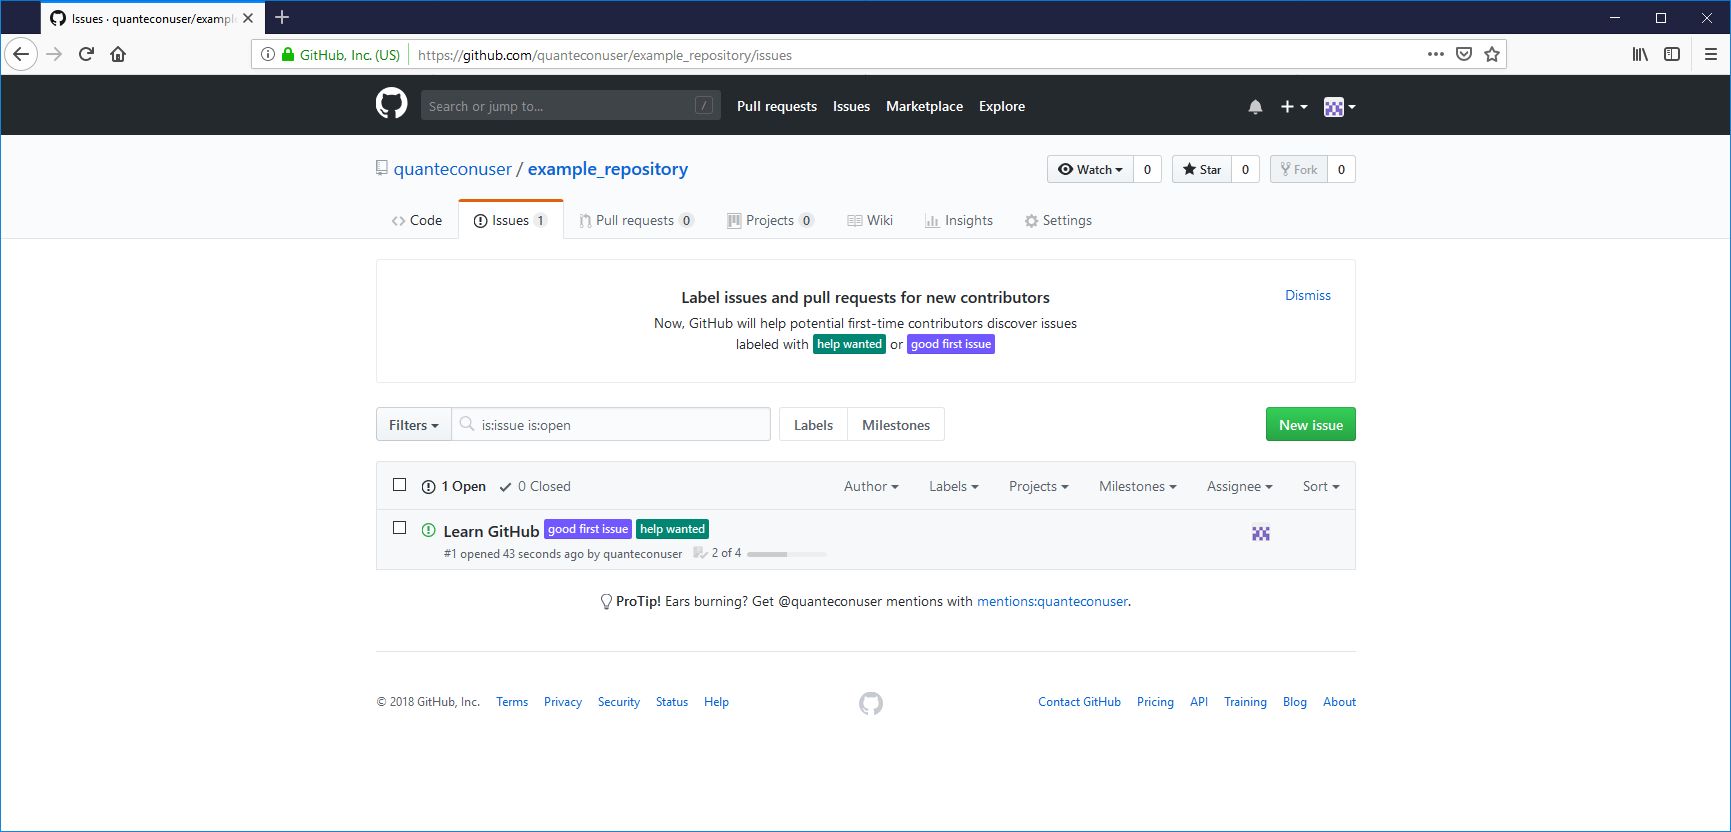 Issues · quanteconuser/exampl
GitHub, Inc. (US) https://github.com/quanteconuser/example_repository/issues
Search or jump to... / Pull requests Issues Marketplace Explore
quanteconuser / example_repository Watch 0 Star 0 Fork 0
Code Issues 1 Pull requests 0 Projects 0 Wiki Insights Settings
Label issues and pull requests for new contributors Dismiss
Now, GitHub will help potential first-time contributors discover issues
labeled with help wanted or good first issue
Filters is:issue is:open Labels Milestones New issue
1 Open 0 Closed Author Labels Projects Milestones Assignee Sort
Learn GitHub good first issue help wanted
#1 opened 43 seconds ago by quanteconuser 2 of 4
ProTip! Ears burning? Get @quanteconuser mentions with mentions:quanteconuser.
© 2018 GitHub, Inc. Terms Privacy Security Status Help Contact GitHub Pricing API Training Blog About